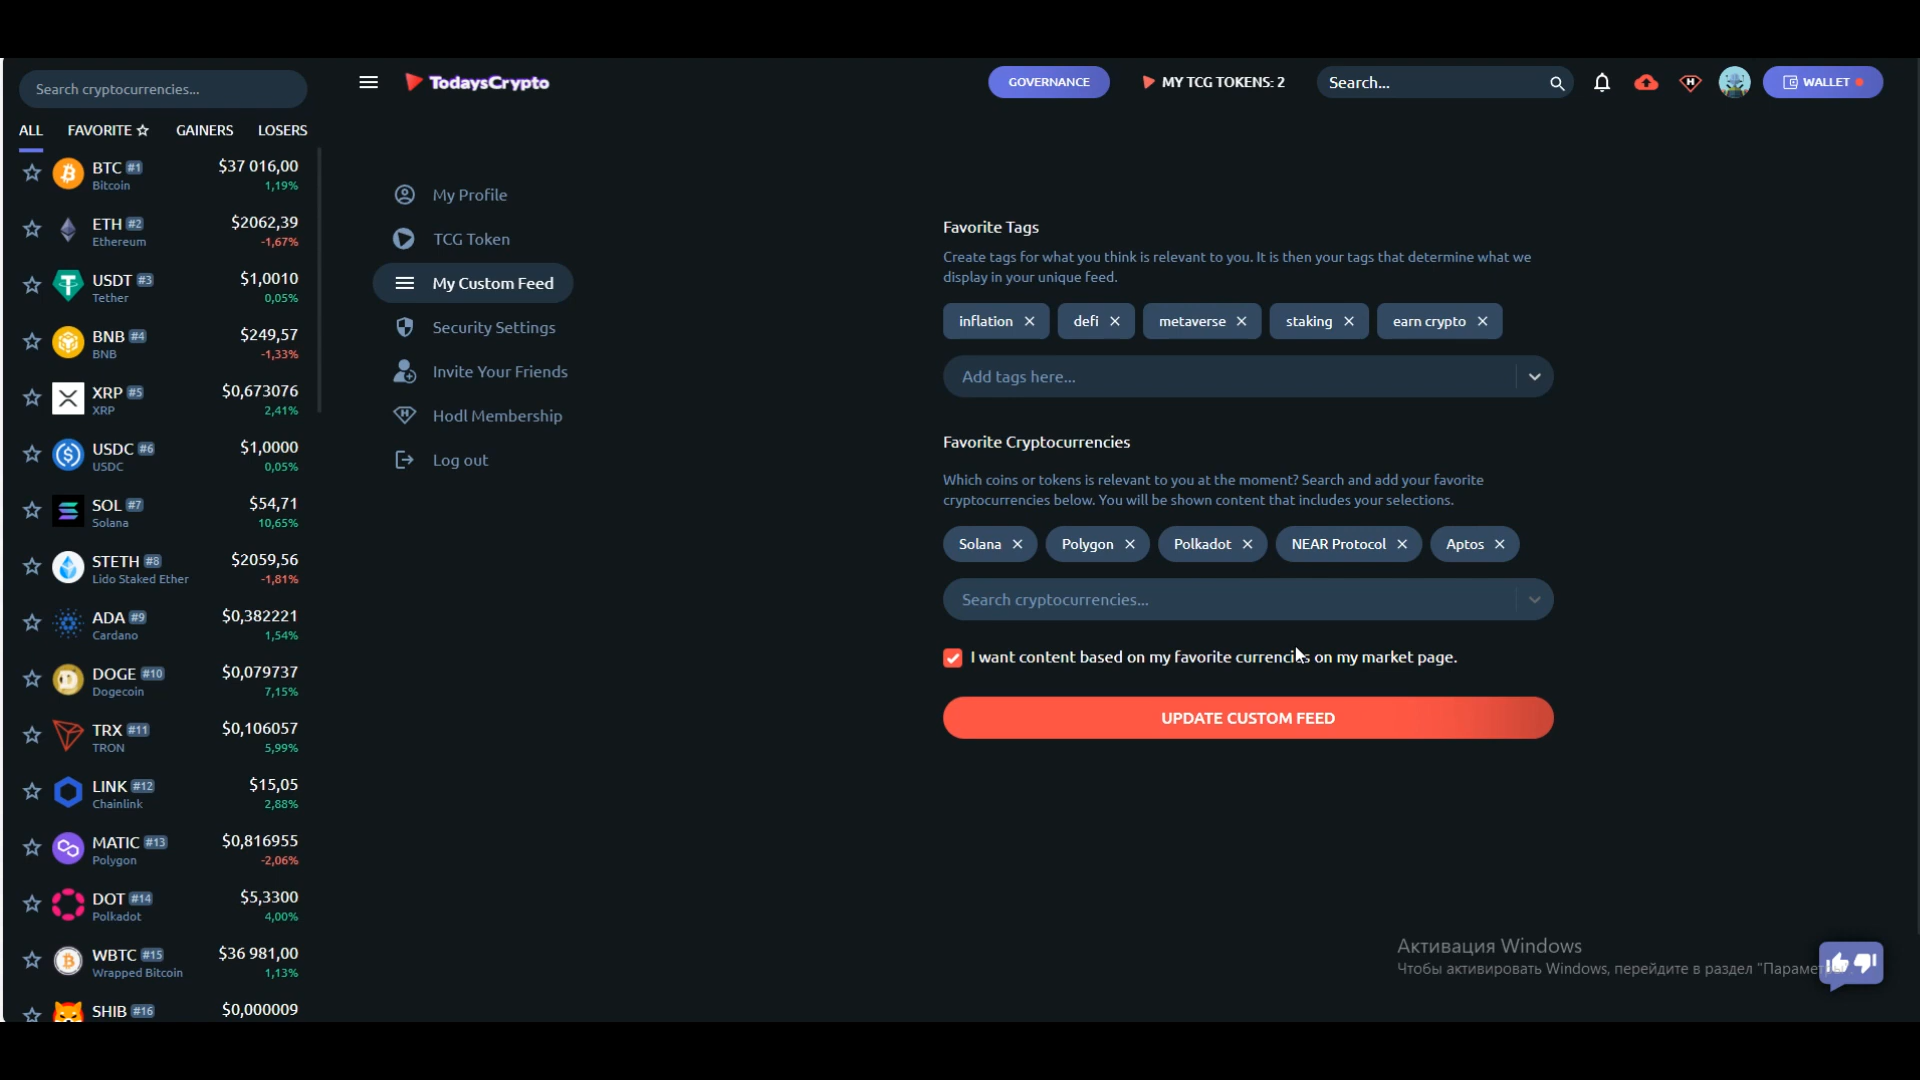 Search cryptocurrencies...
ALL FAVORITE GAINERS LOSERS
BTC #1 $37 016,00
Bitcoin 1,19%
ETH #2 $2062,39
Ethereum -1,67%
USDT #3 $1,0010
Tether 0,05%
BNB #4 $249,57
BNB -1,33%
XRP #5 $0,673076
XRP 2,41%
USDC #6 $1,0000
USDC 0,05%
SOL #7 $54,71
Solana 10,65%
STETH #8 $2059,56
Lido Staked Ether -1,81%
ADA #9 $0,382221
Cardano 1,54%
DOGE #10 $0,079737
Dogecoin 7,15%
TRX #11 $0,106057
TRON 5,99%
LINK #12 $15,05
Chainlink 2,88%
MATIC #13 $0,816955
Polygon -2,06%
DOT #14 $5,3300
Polkadot 4,00%
WBTC #15 $36 981,00
Wrapped Bitcoin 1,13%
SHIB #16 $0,000009
TodaysCrypto GOVERNANCE MY TCG TOKENS: 2 Search... WALLET
My Profile
TCG Token
My Custom Feed
Security Settings
Invite Your Friends
Hodl Membership
Log out
Favorite Tags
Create tags for what you think is relevant to you. It is then your tags that determine what we
display in your unique feed.
inflation × defi × metaverse × staking × earn crypto ×
Add tags here...
Favorite Cryptocurrencies
Which coins or tokens is relevant to you at the moment? Search and add your favorite
cryptocurrencies below. You will be shown content that includes your selections.
Solana × Polygon × Polkadot × NEAR Protocol × Aptos ×
Search cryptocurrencies...
I want content based on my favorite currencies on my market page.
UPDATE CUSTOM FEED
Активация Windows
Чтобы активировать Windows, перейдите в раздел